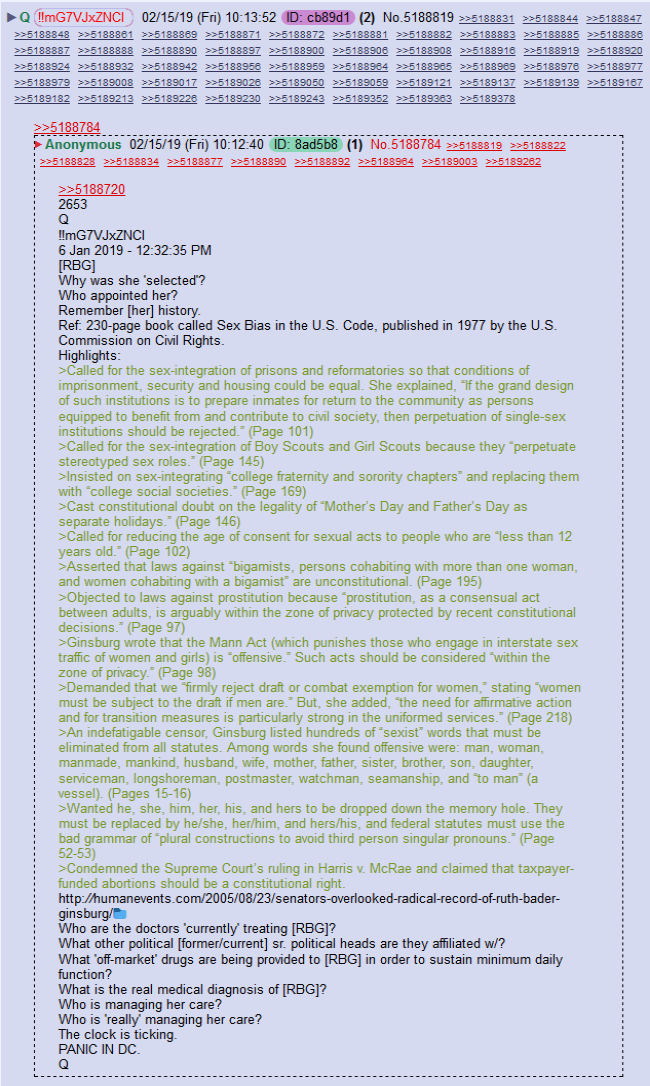 Q !!mG7VJxZNCI 02/15/19 (Fri) 10:13:52 ID: cb89d1 (2) No.5188819 >>5188831 >>5188844 >>5188847
>>5188848 >>5188861 >>5188869 >>5188871 >>5188872 >>5188881 >>5188882 >>5188883 >>5188885 >>5188886
>>5188887 >>5188888 >>5188890 >>5188897 >>5188897 >>5188900 >>5188906 >>5188908 >>5188916 >>5188919 >>5188920
>>5188924 >>5188932 >>5188942 >>5188956 >>5188959 >>5188964 >>5188965 >>5188969 >>5188976 >>5188977
>>5188979 >>5189008 >>5189017 >>5189026 >>5189050 >>5189059 >>5189121 >>5189137 >>5189139 >>5189167
>>5189182 >>5189213 >>5189226 >>5189230 >>5189243 >>5189352 >>5189363 >>5189378
>>5188784
Anonymous 02/15/19 (Fri) 10:12:40 ID: 8ad5b8 (1) No.5188784 >>5188819 >>5188822
>>5188828 >>5188834 >>5188877 >>5188890 >>5188892 >>5188964 >>5189003 >>5189262
>>5188720
2653
Q
!!mG7VJxZNCI
6 Jan 2019 - 12:32:35 PM
[RBG]
Why was she 'selected'?
Who appointed her?
Remember [her] history.
Ref: 230-page book called Sex Bias in the U.S. Code, published in 1977 by the U.S.
Commission on Civil Rights.
Highlights:
>Called for the sex-integration of prisons and reformatories so that conditions of
imprisonment, security and housing could be equal. She explained, “If the grand design
of such institutions is to prepare inmates for return to the community as persons
equipped to benefit from and contribute to civil society, then perpetuation of single-sex
institutions should be rejected.” (Page 101)
>Called for the sex-integration of Boy Scouts and Girl Scouts because they “perpetuate
stereotyped sex roles.” (Page 145)
>Insisted on sex-integrating “college fraternity and sorority chapters” and replacing them
with “college social societies.” (Page 169)
>Cast constitutional doubt on the legality of “Mother's Day and Father's Day as
separate holidays.” (Page 146)
>Called for reducing the age of consent for sexual acts to people who are “less than 12
years old.” (Page 102)
>Asserted that laws against “bigamists, persons cohabiting with more than one woman,
and women cohabiting with a bigamist” are unconstitutional. (Page 195)
>Objected to laws against prostitution because “prostitution, as a consensual act
between adults, is arguably within the zone of privacy protected by recent constitutional
decisions.” (Page 97)
>Ginsburg wrote that the Mann Act (which punishes those who engage in interstate sex
traffic of women and girls) is “offensive.” Such acts should be considered “within the
zone of privacy.” (Page 98)
>Demanded that we “firmly reject draft or combat exemption for women,” stating “women
must be subject to the draft if men are.” But, she added, “the need for affirmative action
and for transition measures is particularly strong in the uniformed services.” (Page 218)
>An indefatigable censor, Ginsburg listed hundreds of “sexist” words that must be
eliminated from all statutes. Among words she found offensive were: man, woman,
manmade, mankind, husband, wife, mother, father, sister, brother, son, daughter,
serviceman, longshoreman, postmaster, watchman, seamanship, and “to man” (a
vessel). (Pages 15-16)
>Wanted he, she, him, her, his, and hers to be dropped down the memory hole. They
must be replaced by he/she, her/him, and hers/his, and federal statutes must use the
bad grammar of “plural constructions to avoid third person singular pronouns.” (Page
52-53)
>Condemned the Supreme Court's ruling in Harris v. McRae and claimed that taxpayer-
funded abortions should be a constitutional right.
http://humanevents.com/2005/08/23/senators-overlooked-radical-record-of-ruth-bader-
ginsburg/
Who are the doctors 'currently' treating [RBG]?
What other political [former/current] sr. political heads are they affiliated w/?
What 'off-market' drugs are being provided to [RBG] in order to sustain minimum daily
function?
What is the real medical diagnosis of [RBG]?
Who is managing her care?
Who is 'really' managing her care?
The clock is ticking.
PANIC IN DC.
Q